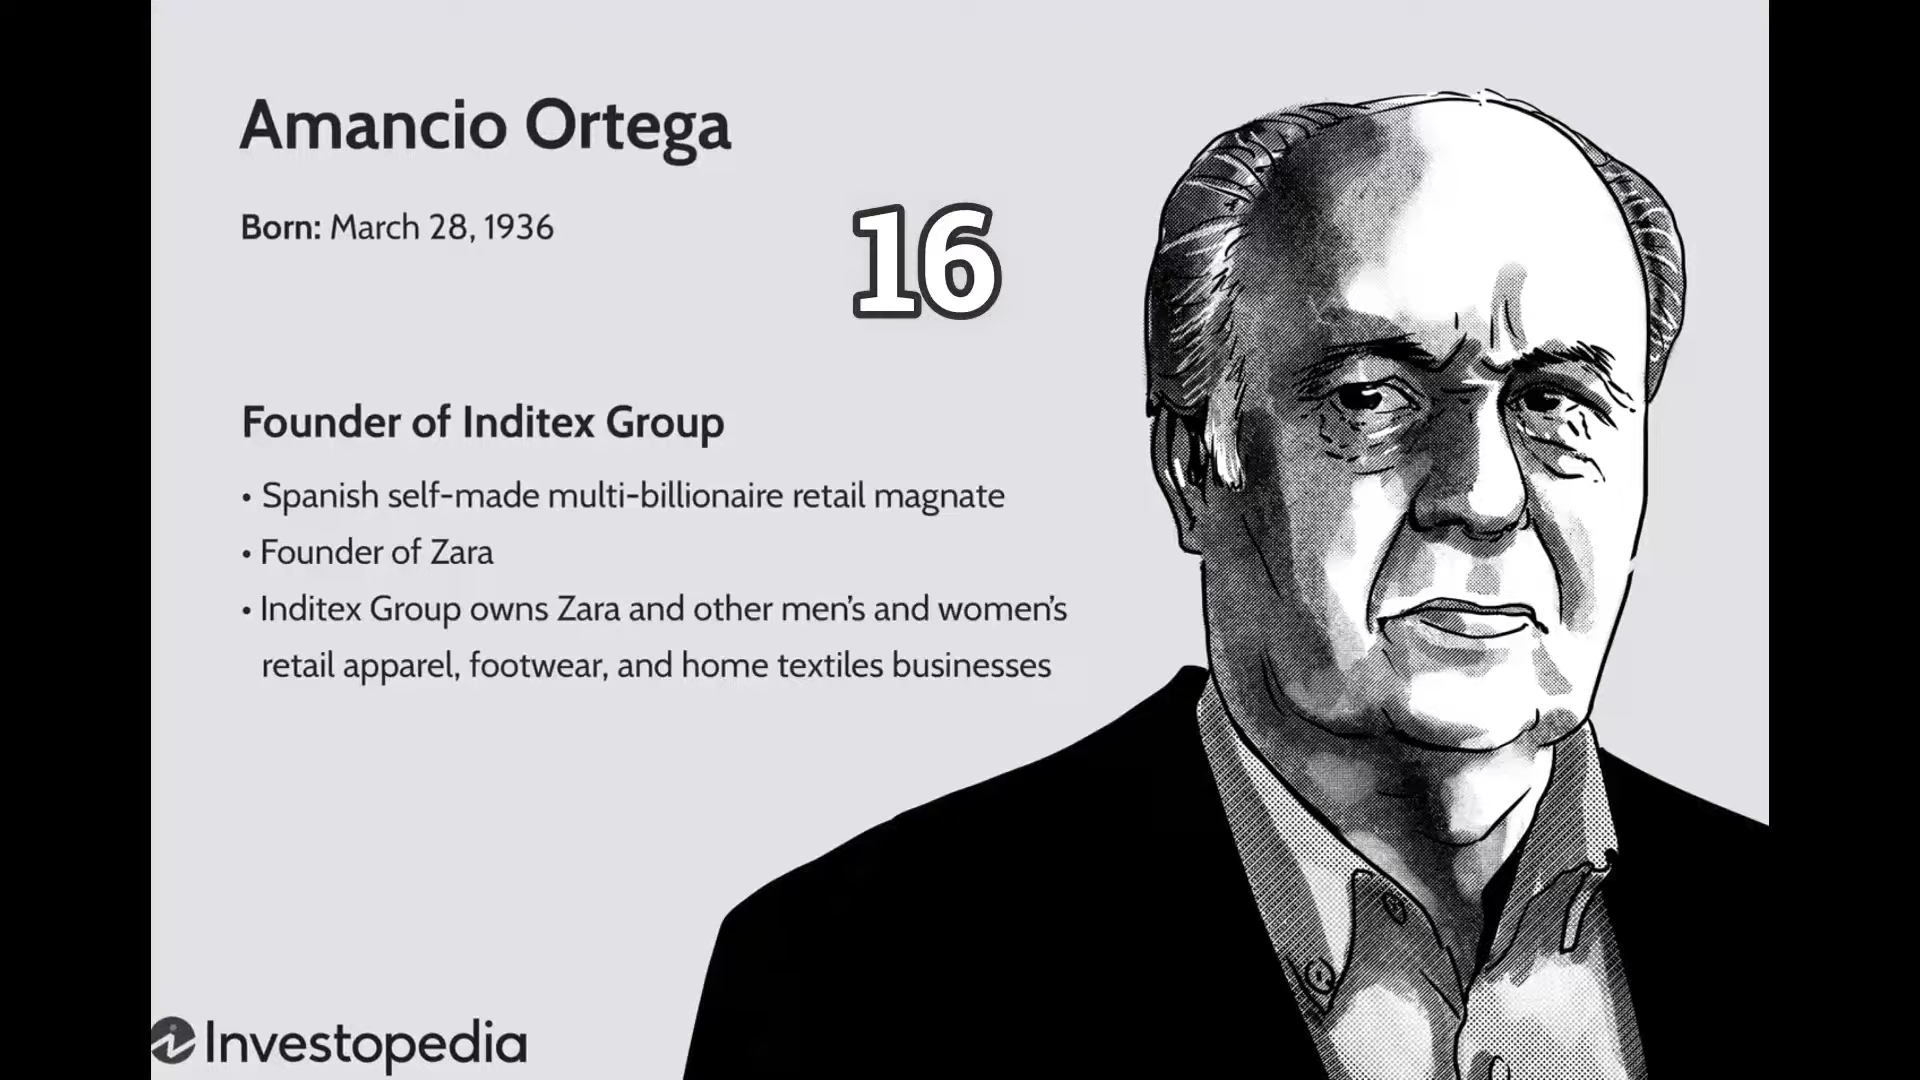 Amancio Ortega
Born: March 28, 1936
16
Founder of Inditex Group
• Spanish self-made multi-billionaire retail magnate
• Founder of Zara
• Inditex Group owns Zara and other men’s and women’s
retail apparel, footwear, and home textiles businesses
Investopedia